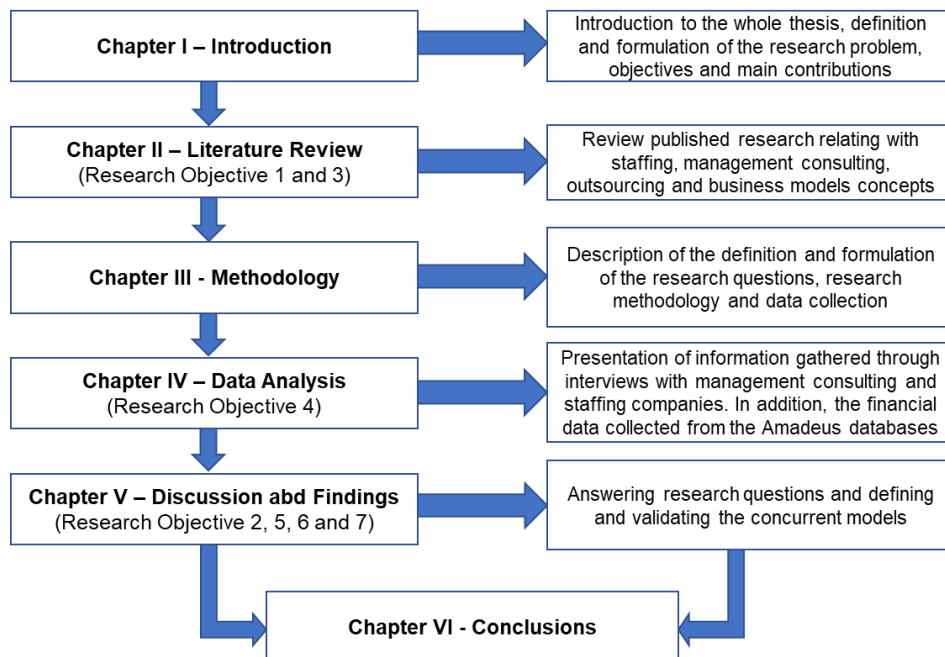 Chapter I – Introduction
Introduction to the whole thesis, definition
and formulation of the research problem,
objectives and main contributions
Chapter II – Literature Review
(Research Objective 1 and 3)
Review published research relating with
staffing, management consulting,
outsourcing and business models concepts
Chapter III - Methodology
Description of the definition and formulation
of the research questions, research
methodology and data collection
Chapter IV – Data Analysis
(Research Objective 4)
Presentation of information gathered through
interviews with management consulting and
staffing companies. In addition, the financial
data collected from the Amadeus databases
Chapter V – Discussion abd Findings
(Research Objective 2, 5, 6 and 7)
Answering research questions and defining
and validating the concurrent models
Chapter VI - Conclusions